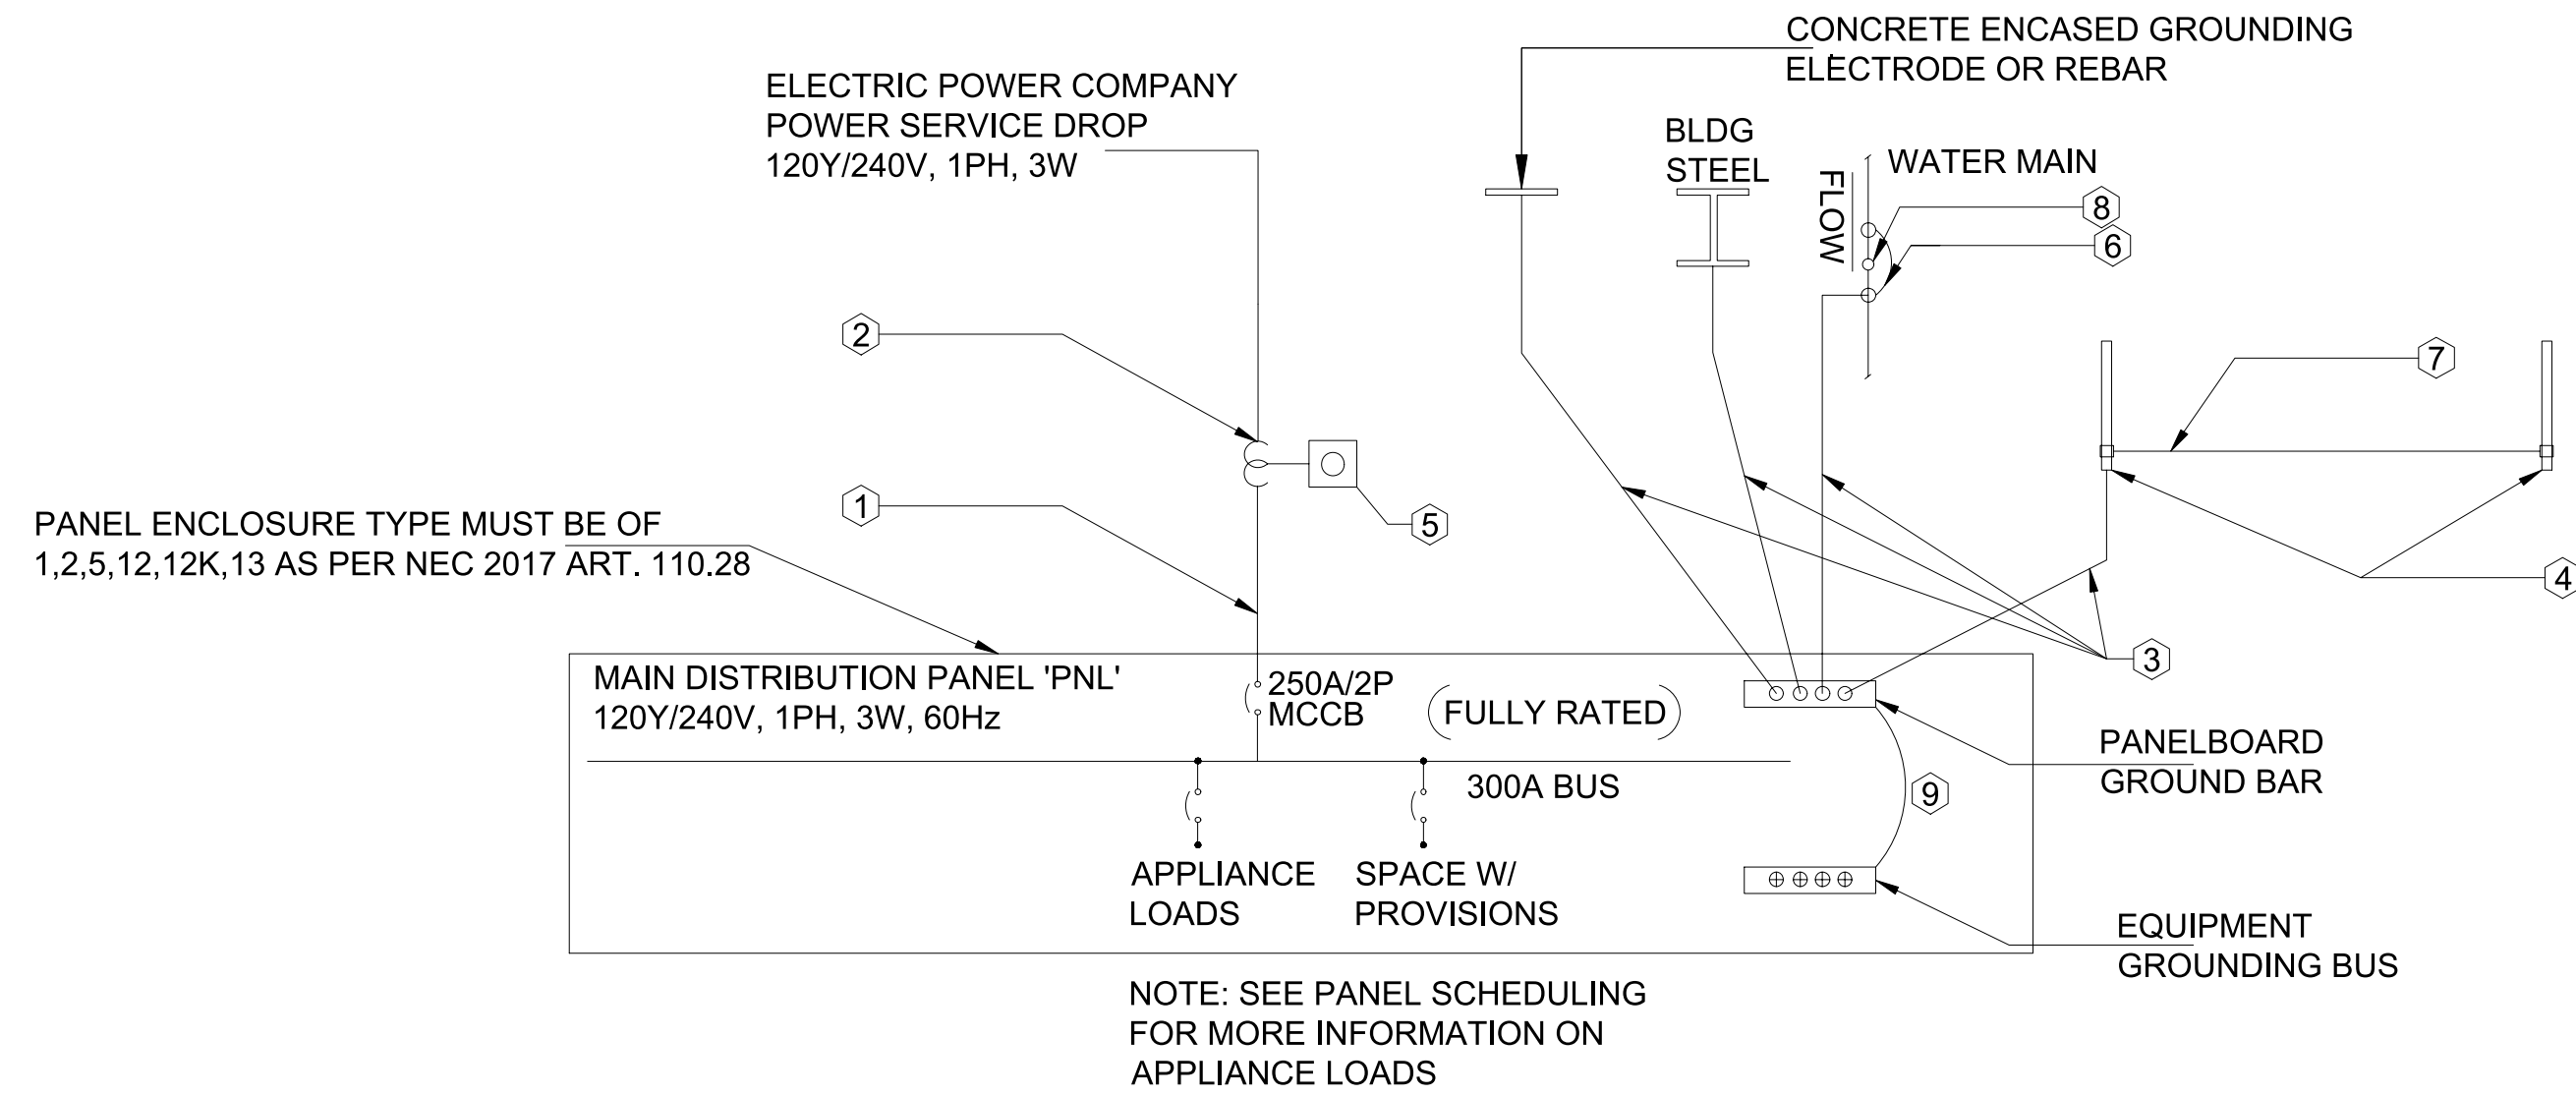 CONCRETE ENCASED GROUNDING
ELECTRODE OR REBAR
ELECTRIC POWER COMPANY
POWER SERVICE DROP
120Y/240V, 1PH, 3W
BLDG
STEEL
FLOW
WATER MAIN
8
6
2
7
1
5
PANEL ENCLOSURE TYPE MUST BE OF
1,2,5,12,12K,13 AS PER NEC 2017 ART. 110.28
4
3
MAIN DISTRIBUTION PANEL 'PNL'
120Y/240V, 1PH, 3W, 60Hz
250A/2P
MCCB
(FULLY RATED)
PANELBOARD
GROUND BAR
300A BUS
9
APPLIANCE
LOADS
SPACE W/
PROVISIONS
EQUIPMENT
GROUNDING BUS
NOTE: SEE PANEL SCHEDULING
FOR MORE INFORMATION ON
APPLIANCE LOADS